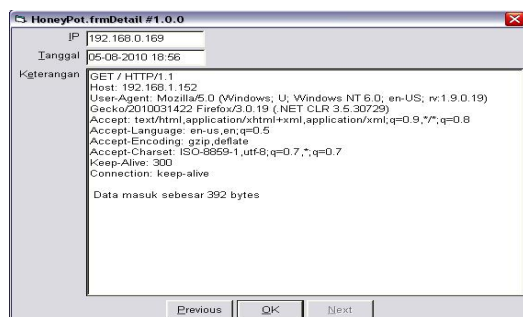 HoneyPot.frmDetail #1.0.0
IP 192.168.0.169
Tanggal 05-08-2010 18:56
Keterangan GET / HTTP/1.1
Host: 192.168.1.152
User-Agent: Mozilla/5.0 (Windows; U; Windows NT 6.0; en-US; rv:1.9.0.19)
Gecko/2010031422 Firefox/3.0.19 (.NET CLR 3.5.30729)
Accept: text/html,application/xhtml+xml,application/xml;q=0.9,*/*;q=0.8
Accept-Language: en-us,en;q=0.5
Accept-Encoding: gzip,deflate
Accept-Charset: ISO-8859-1,utf-8;q=0.7,*;q=0.7
Keep-Alive: 300
Connection: keep-alive
Data masuk sebesar 392 bytes
Previous OK Next